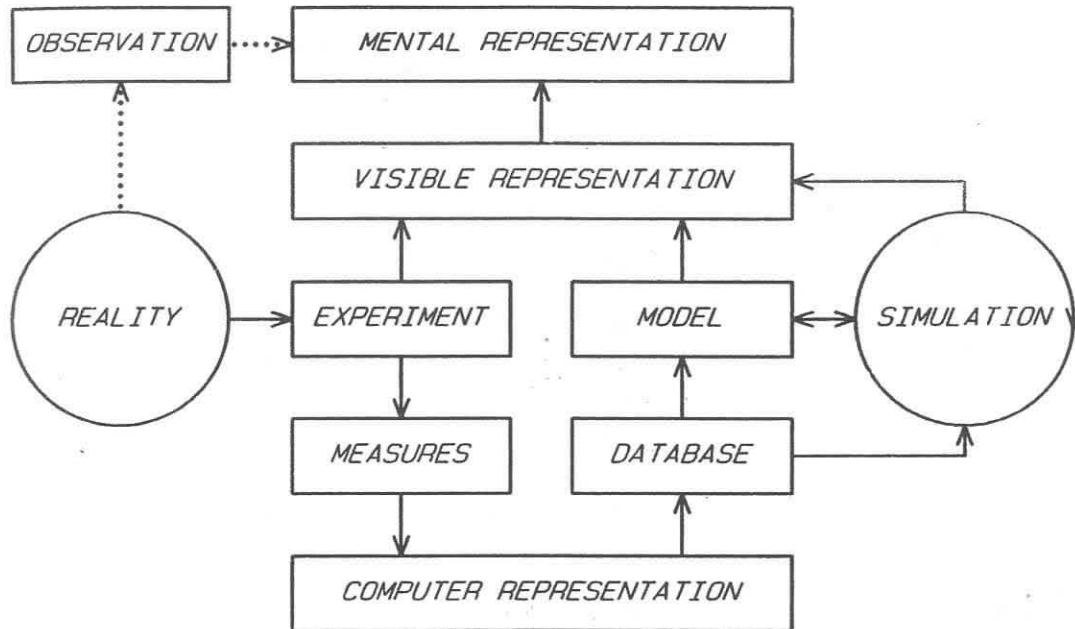 OBSERVATION
MENTAL REPRESENTATION
VISIBLE REPRESENTATION
REALITY
EXPERIMENT
MODEL
SIMULATION
MEASURES
DATABASE
COMPUTER REPRESENTATION